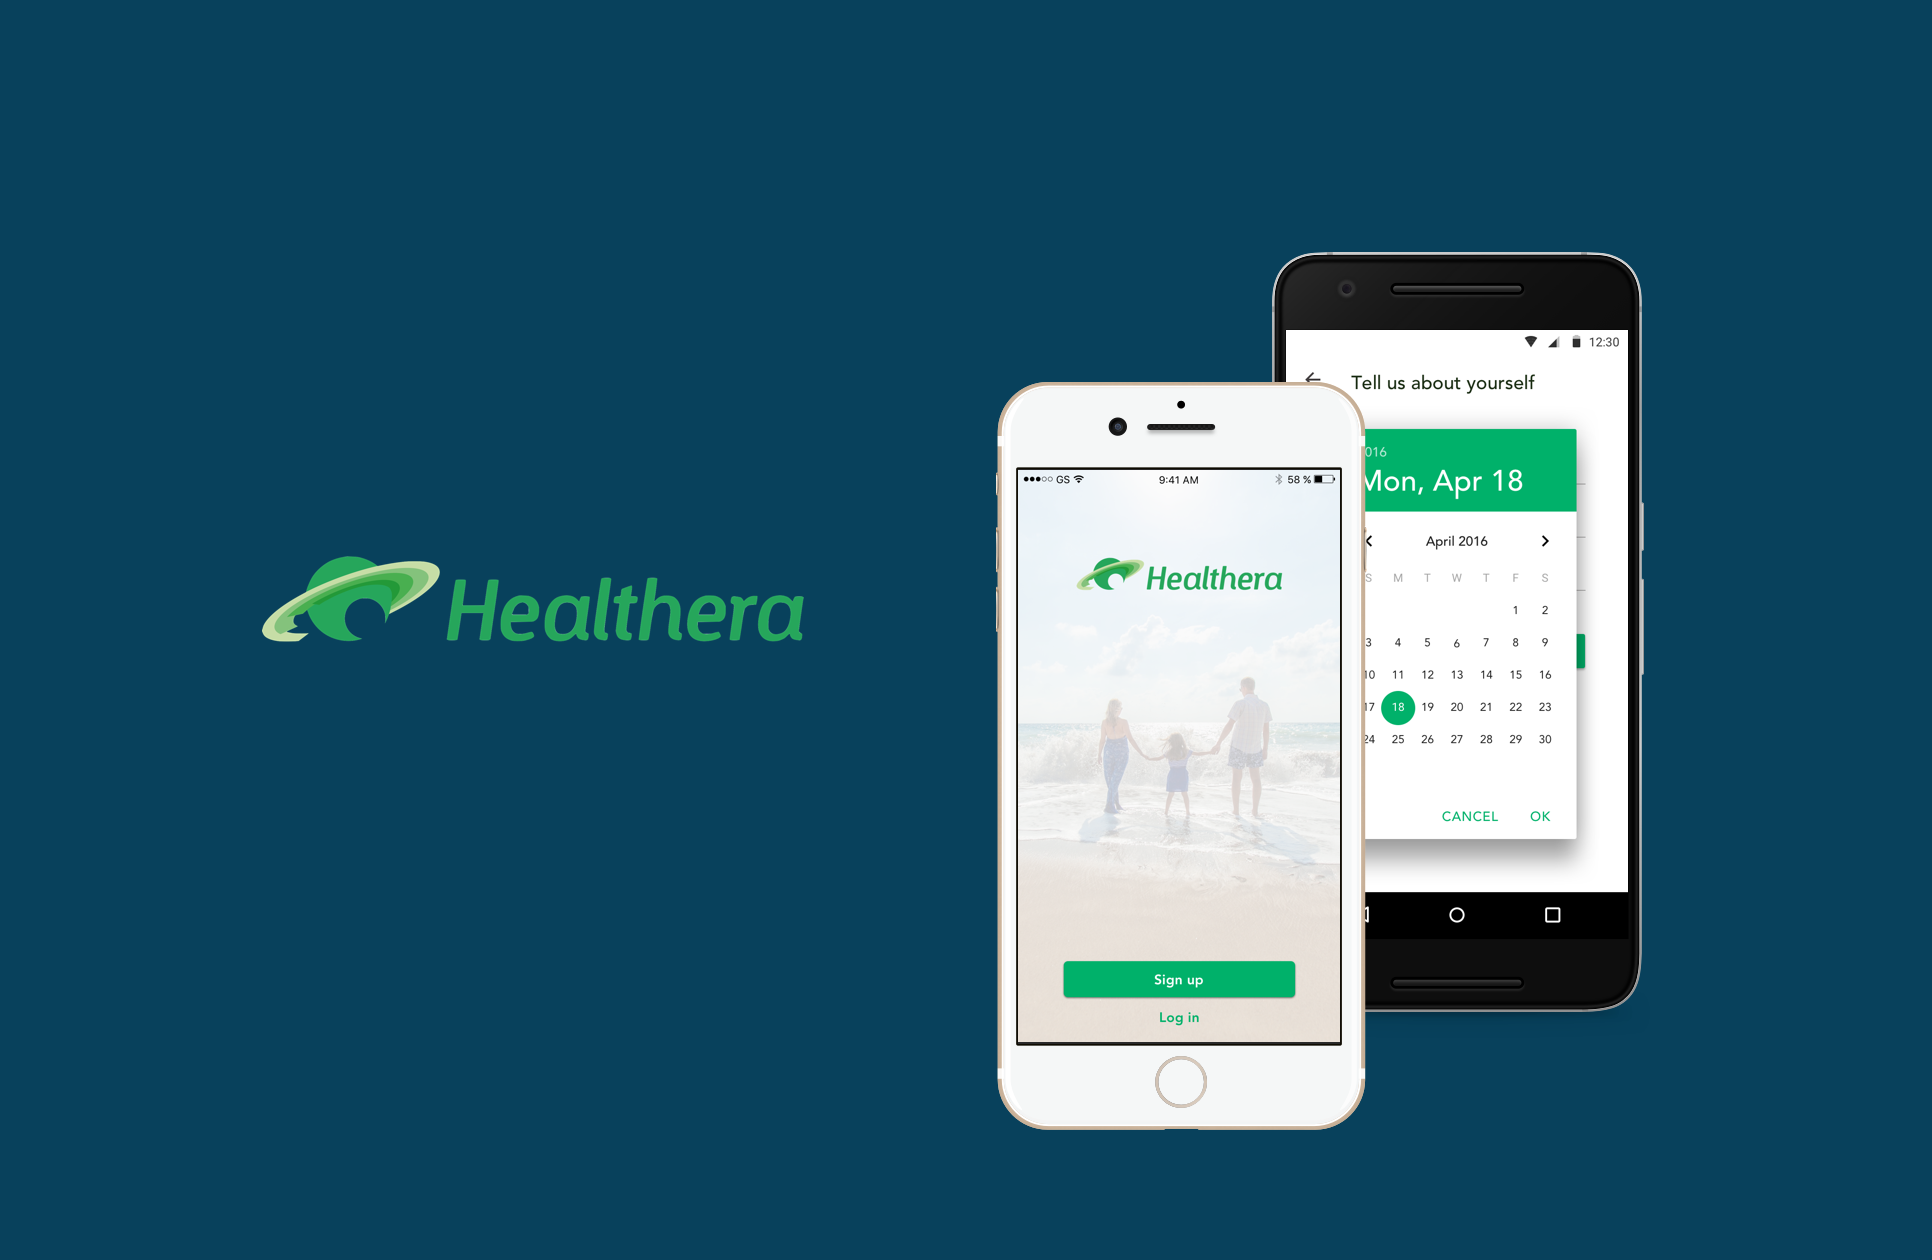 Healthera
GS 9:41 AM 58 %
Healthera
Sign up
Log in
12:30
Tell us about yourself
016
Mon, Apr 18
April 2016
S M T W T F S
1 2
3 4 5 6 7 8 9
10 11 12 13 14 15 16
17 18 19 20 21 22 23
24 25 26 27 28 29 30
CANCEL OK